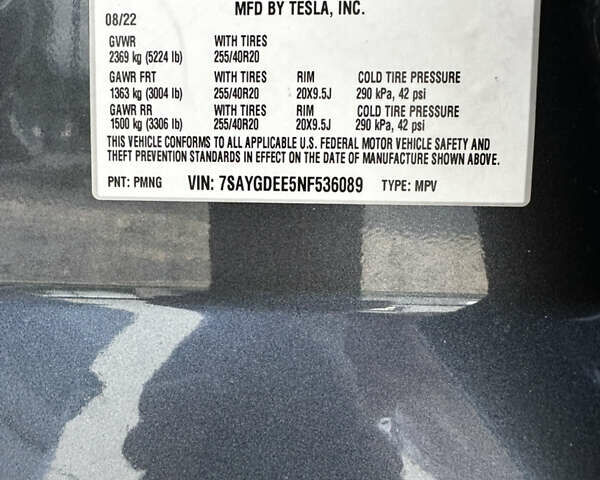 MFD BY TESLA, INC.
08/22
GVWR WITH TIRES
2369 kg (5224 lb) 255/40R20
GAWR FRT WITH TIRES RIM COLD TIRE PRESSURE
1363 kg (3004 lb) 255/40R20 20X9.5J 290 kPa, 42 psi
GAWR RR WITH TIRES RIM COLD TIRE PRESSURE
1500 kg (3306 lb) 255/40R20 20X9.5J 290 kPa, 42 psi
THIS VEHICLE CONFORMS TO ALL APPLICABLE U.S. FEDERAL MOTOR VEHICLE SAFETY AND
THEFT PREVENTION STANDARDS IN EFFECT ON THE DATE OF MANUFACTURE SHOWN ABOVE.
PNT: PMNG VIN: 7SAYGDEE5NF536089 TYPE: MPV